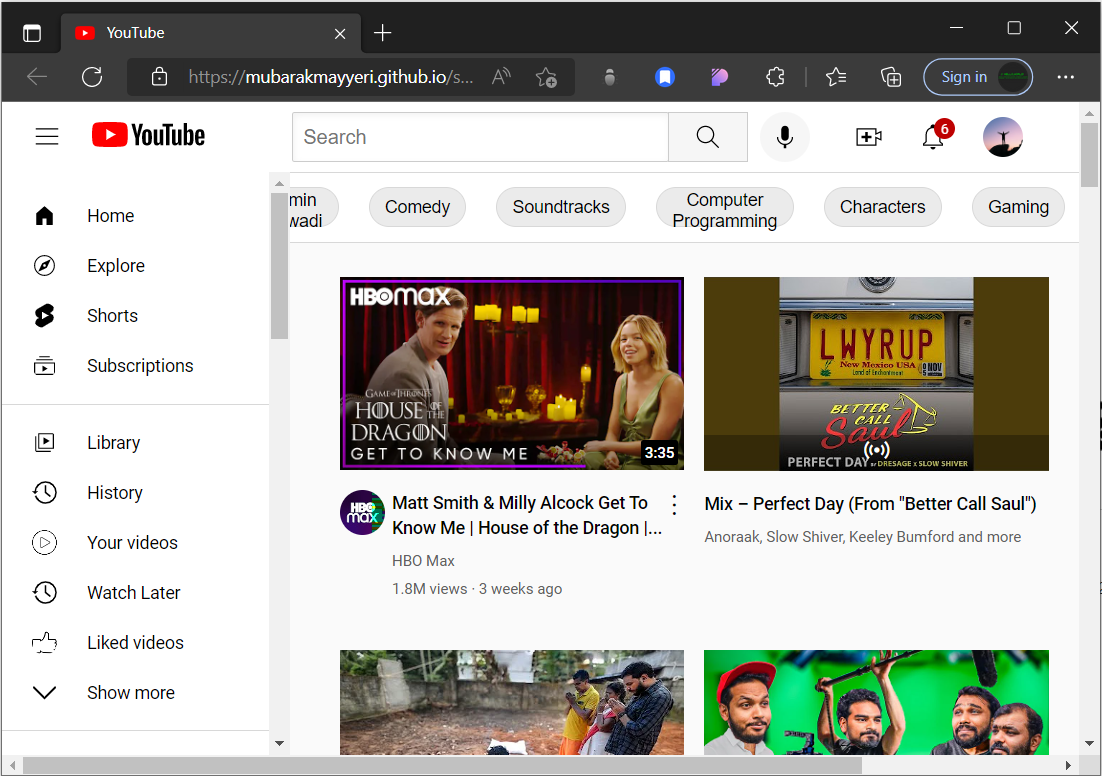 YouTube
https://mubarakmayyeri.github.io/s...
Sign in
YouTube
Search
6
Home
Explore
Shorts
Subscriptions
Library
History
Your videos
Watch Later
Liked videos
Show more
min
wadi
Comedy
Soundtracks
Computer
Programming
Characters
Gaming
HBOMAX
GAME OF THRONES
HOUSE OF THE
DRAGON
GET TO KNOW ME
3:35
HBO
max
Matt Smith & Milly Alcock Get To
Know Me | House of the Dragon |...
HBO Max
1.8M views · 3 weeks ago
LWYRUP
New Mexico USA
Land of Enchantment
NOV
BETTER
CALL
Saul
PERFECT DAY BY DRESAGE x SLOW SHIVER
Mix – Perfect Day (From "Better Call Saul")
Anoraak, Slow Shiver, Keeley Bumford and more